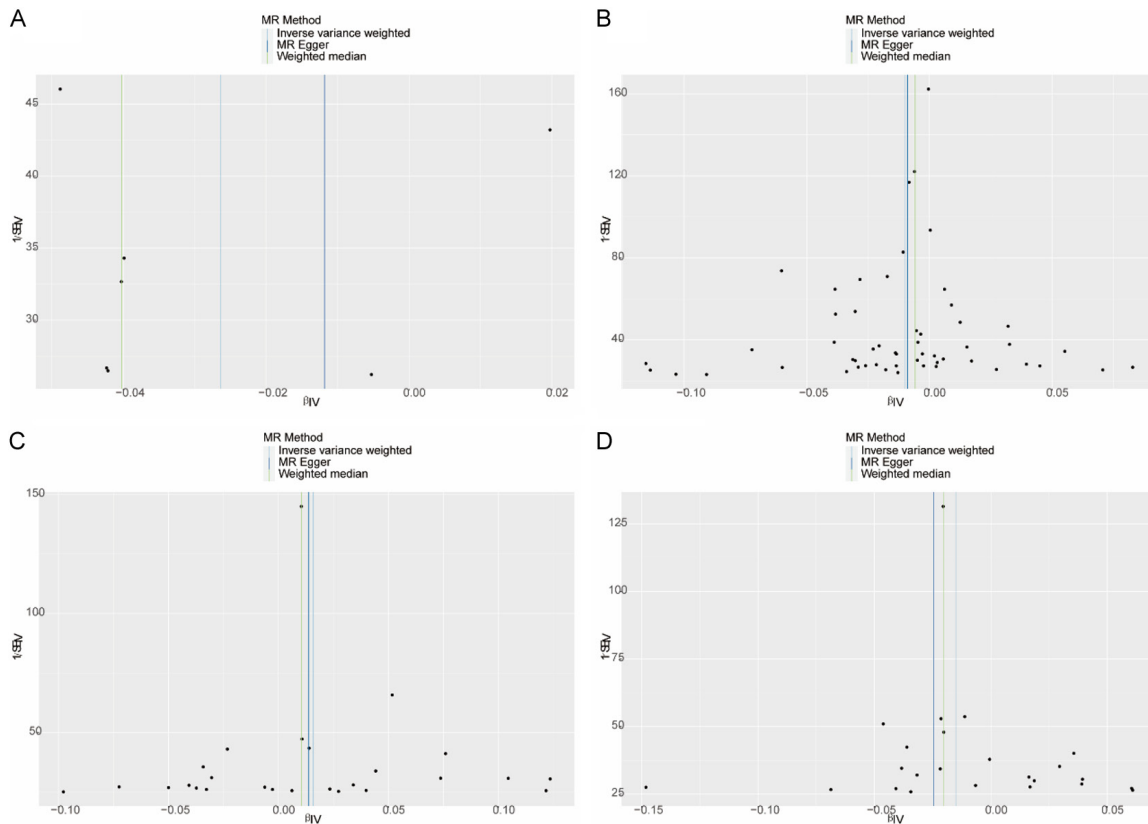 A
MR Method
Inverse variance weighted
MR Egger
Weighted median
45
40
35
30
−0.04
−0.02
0.00
0.02
βIV
B
MR Method
Inverse variance weighted
MR Egger
Weighted median
160
120
80
40
−0.10
−0.05
0.00
0.05
βIV
C
MR Method
Inverse variance weighted
MR Egger
Weighted median
150
100
50
−0.10
−0.05
0.00
0.05
0.10
βIV
D
MR Method
Inverse variance weighted
MR Egger
Weighted median
125
100
75
50
25
−0.15
−0.10
−0.05
0.00
0.05
βIV